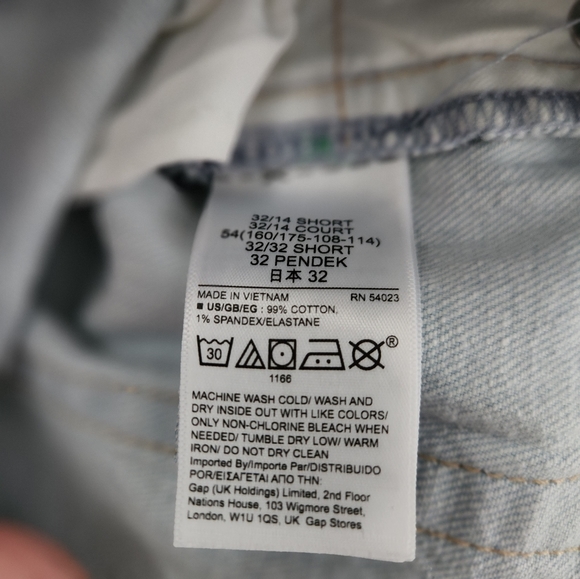 32/14 SHORT
32/14 COURT
54(160/175-108-114)
32/32 SHORT
32 PENDEK
日本 32
MADE IN VIETNAM RN 54023
■ US/GB/EG : 99% COTTON,
1% SPANDEX/ELASTANE
30 ®
1166
MACHINE WASH COLD/ WASH AND
DRY INSIDE OUT WITH LIKE COLORS/
ONLY NON-CHLORINE BLEACH WHEN
NEEDED/ TUMBLE DRY LOW/ WARM
IRON/ DO NOT DRY CLEAN
Imported By/Importe Par/DISTRIBUIDO
POR/ΕΙΣΑΓΕΤΑΙ ΑΠΟ ΤΗΝ:
Gap (UK Holdings) Limited, 2nd Floor
Nations House, 103 Wigmore Street,
London, W1U 1QS, UK Gap Stores